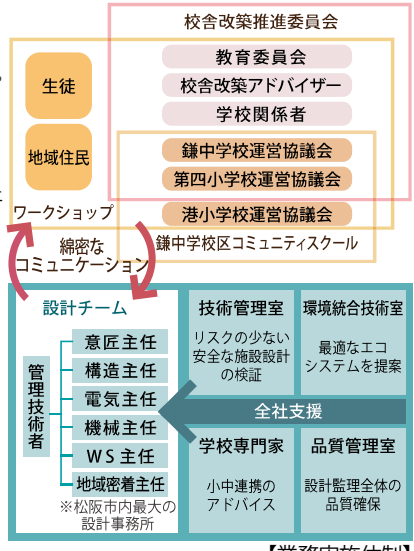 校舎改築推進委員会
教育委員会
校舎改築アドバイザー
学校関係者
生徒
地域住民
鎌中学校運営協議会
第四小学校運営協議会
港小学校運営協議会
ワークショップ
鎌中学校区コミュニティスクール
綿密な
コミュニケーション
設計チーム
管理技術者
意匠主任
構造主任
電気主任
機械主任
WS主任
地域密着主任
※松阪市内最大の
設計事務所
技術管理室
リスクの少ない
安全な施設設計
の検証
環境統合技術室
最適なエコ
システムを提案
全社支援
学校専門家
小中連携の
アドバイス
品質管理室
設計監理全体の
品質確保